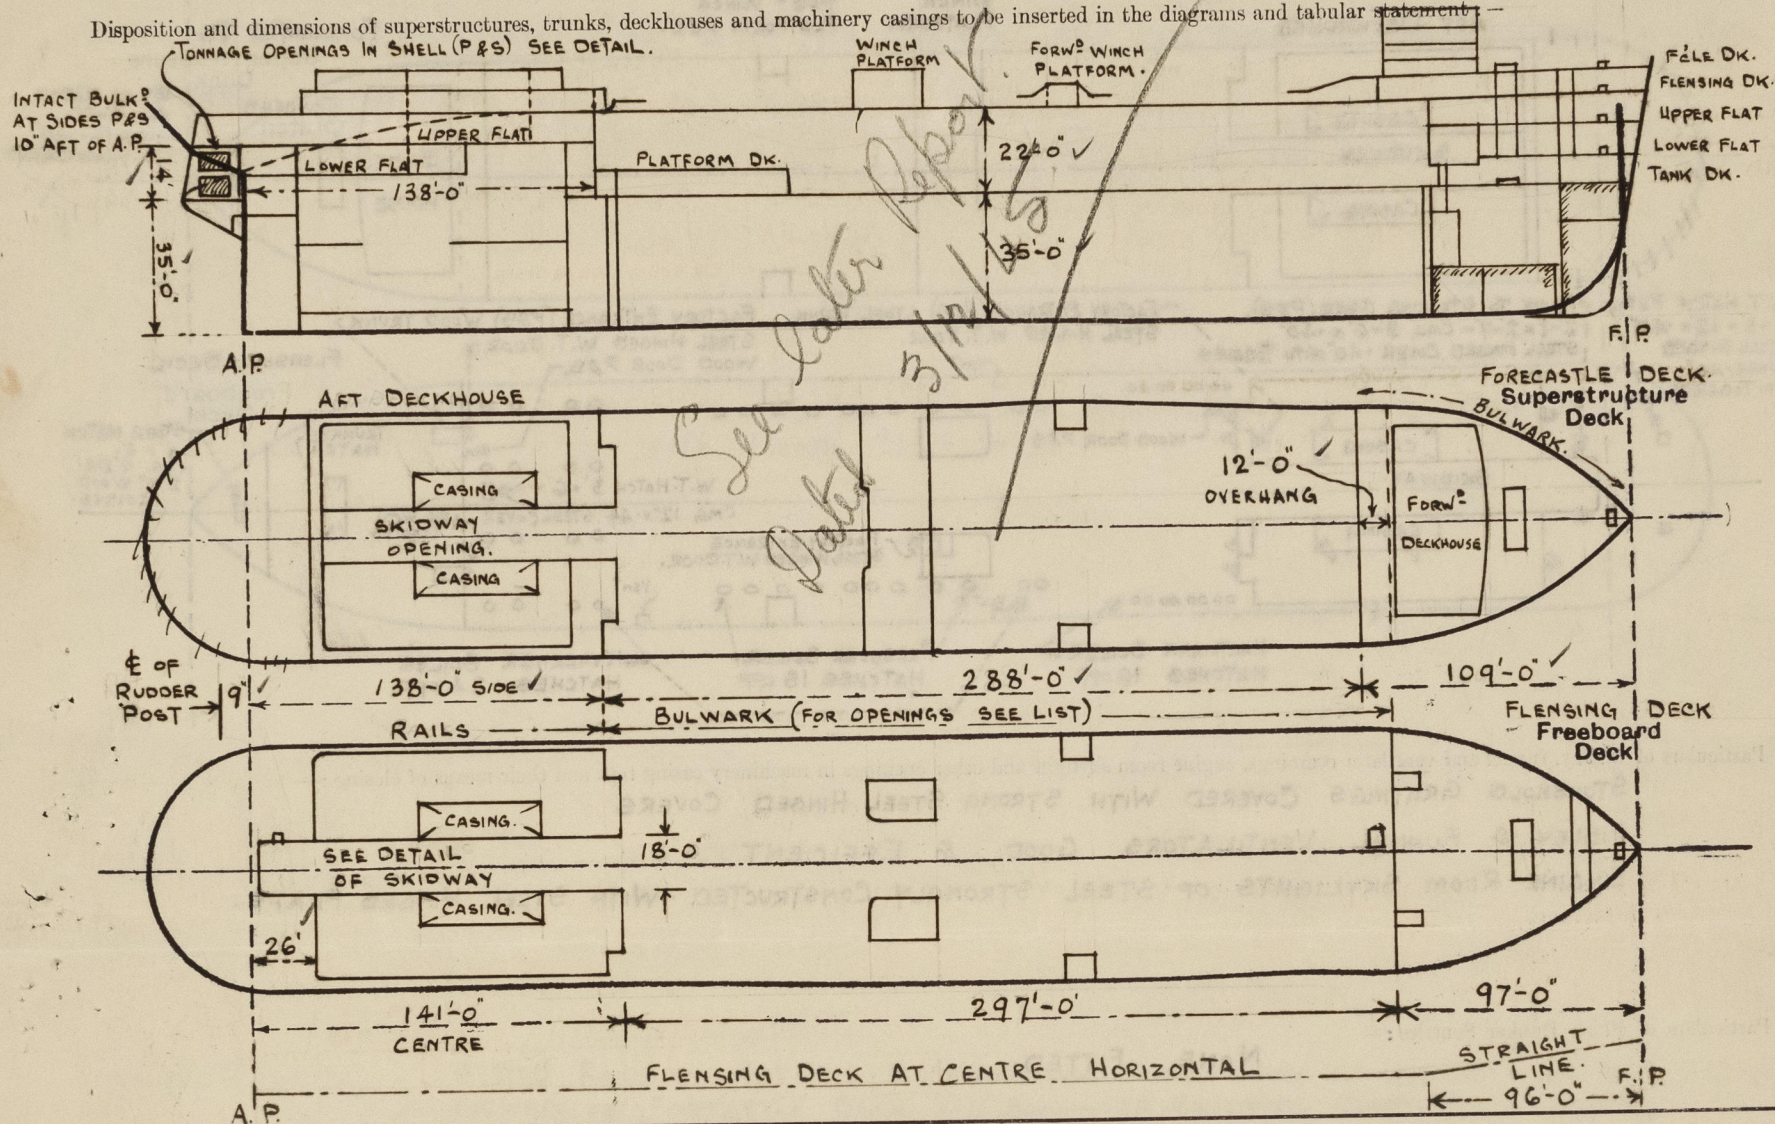 Disposition and dimensions of superstructures, trunks, deckhouses and machinery casings to be inserted in the diagrams and tabular statement :—
TONNAGE OPENINGS IN SHELL (P & S) SEE DETAIL.
WINCH
PLATFORM
FORWD WINCH
PLATFORM.
F'CLE DK.
FLENSING DK.
UPPER FLAT
LOWER FLAT
TANK DK.
INTACT BULKD
AT SIDES P&S
10" AFT OF A.P.
14'
35'-0"
UPPER FLAT
LOWER FLAT
138'-0"
PLATFORM DK.
22'-0" ✓
35'-0"
See later Report
Dated 3/12/45
A.P.
F.P.
AFT DECKHOUSE
FORECASTLE DECK.
Superstructure
Deck
BULWARK.
CASING
SKIDWAY
OPENING.
CASING
12'-0" ✓
OVERHANG
FORWD
DECKHOUSE
℄ OF
RUDDER
POST
9" ✓
138'-0" SIDE ✓
288'-0" ✓
109'-0" ✓
RAILS
BULWARK (FOR OPENINGS SEE LIST)
FLENSING DECK
Freeboard
Deck
CASING.
SEE DETAIL
OF SKIDWAY
CASING.
18'-0"
26'
141'-0"
CENTRE
297'-0'
97'-0"
FLENSING DECK AT CENTRE HORIZONTAL
STRAIGHT
LINE.
96'-0"
A.P.
F.P.